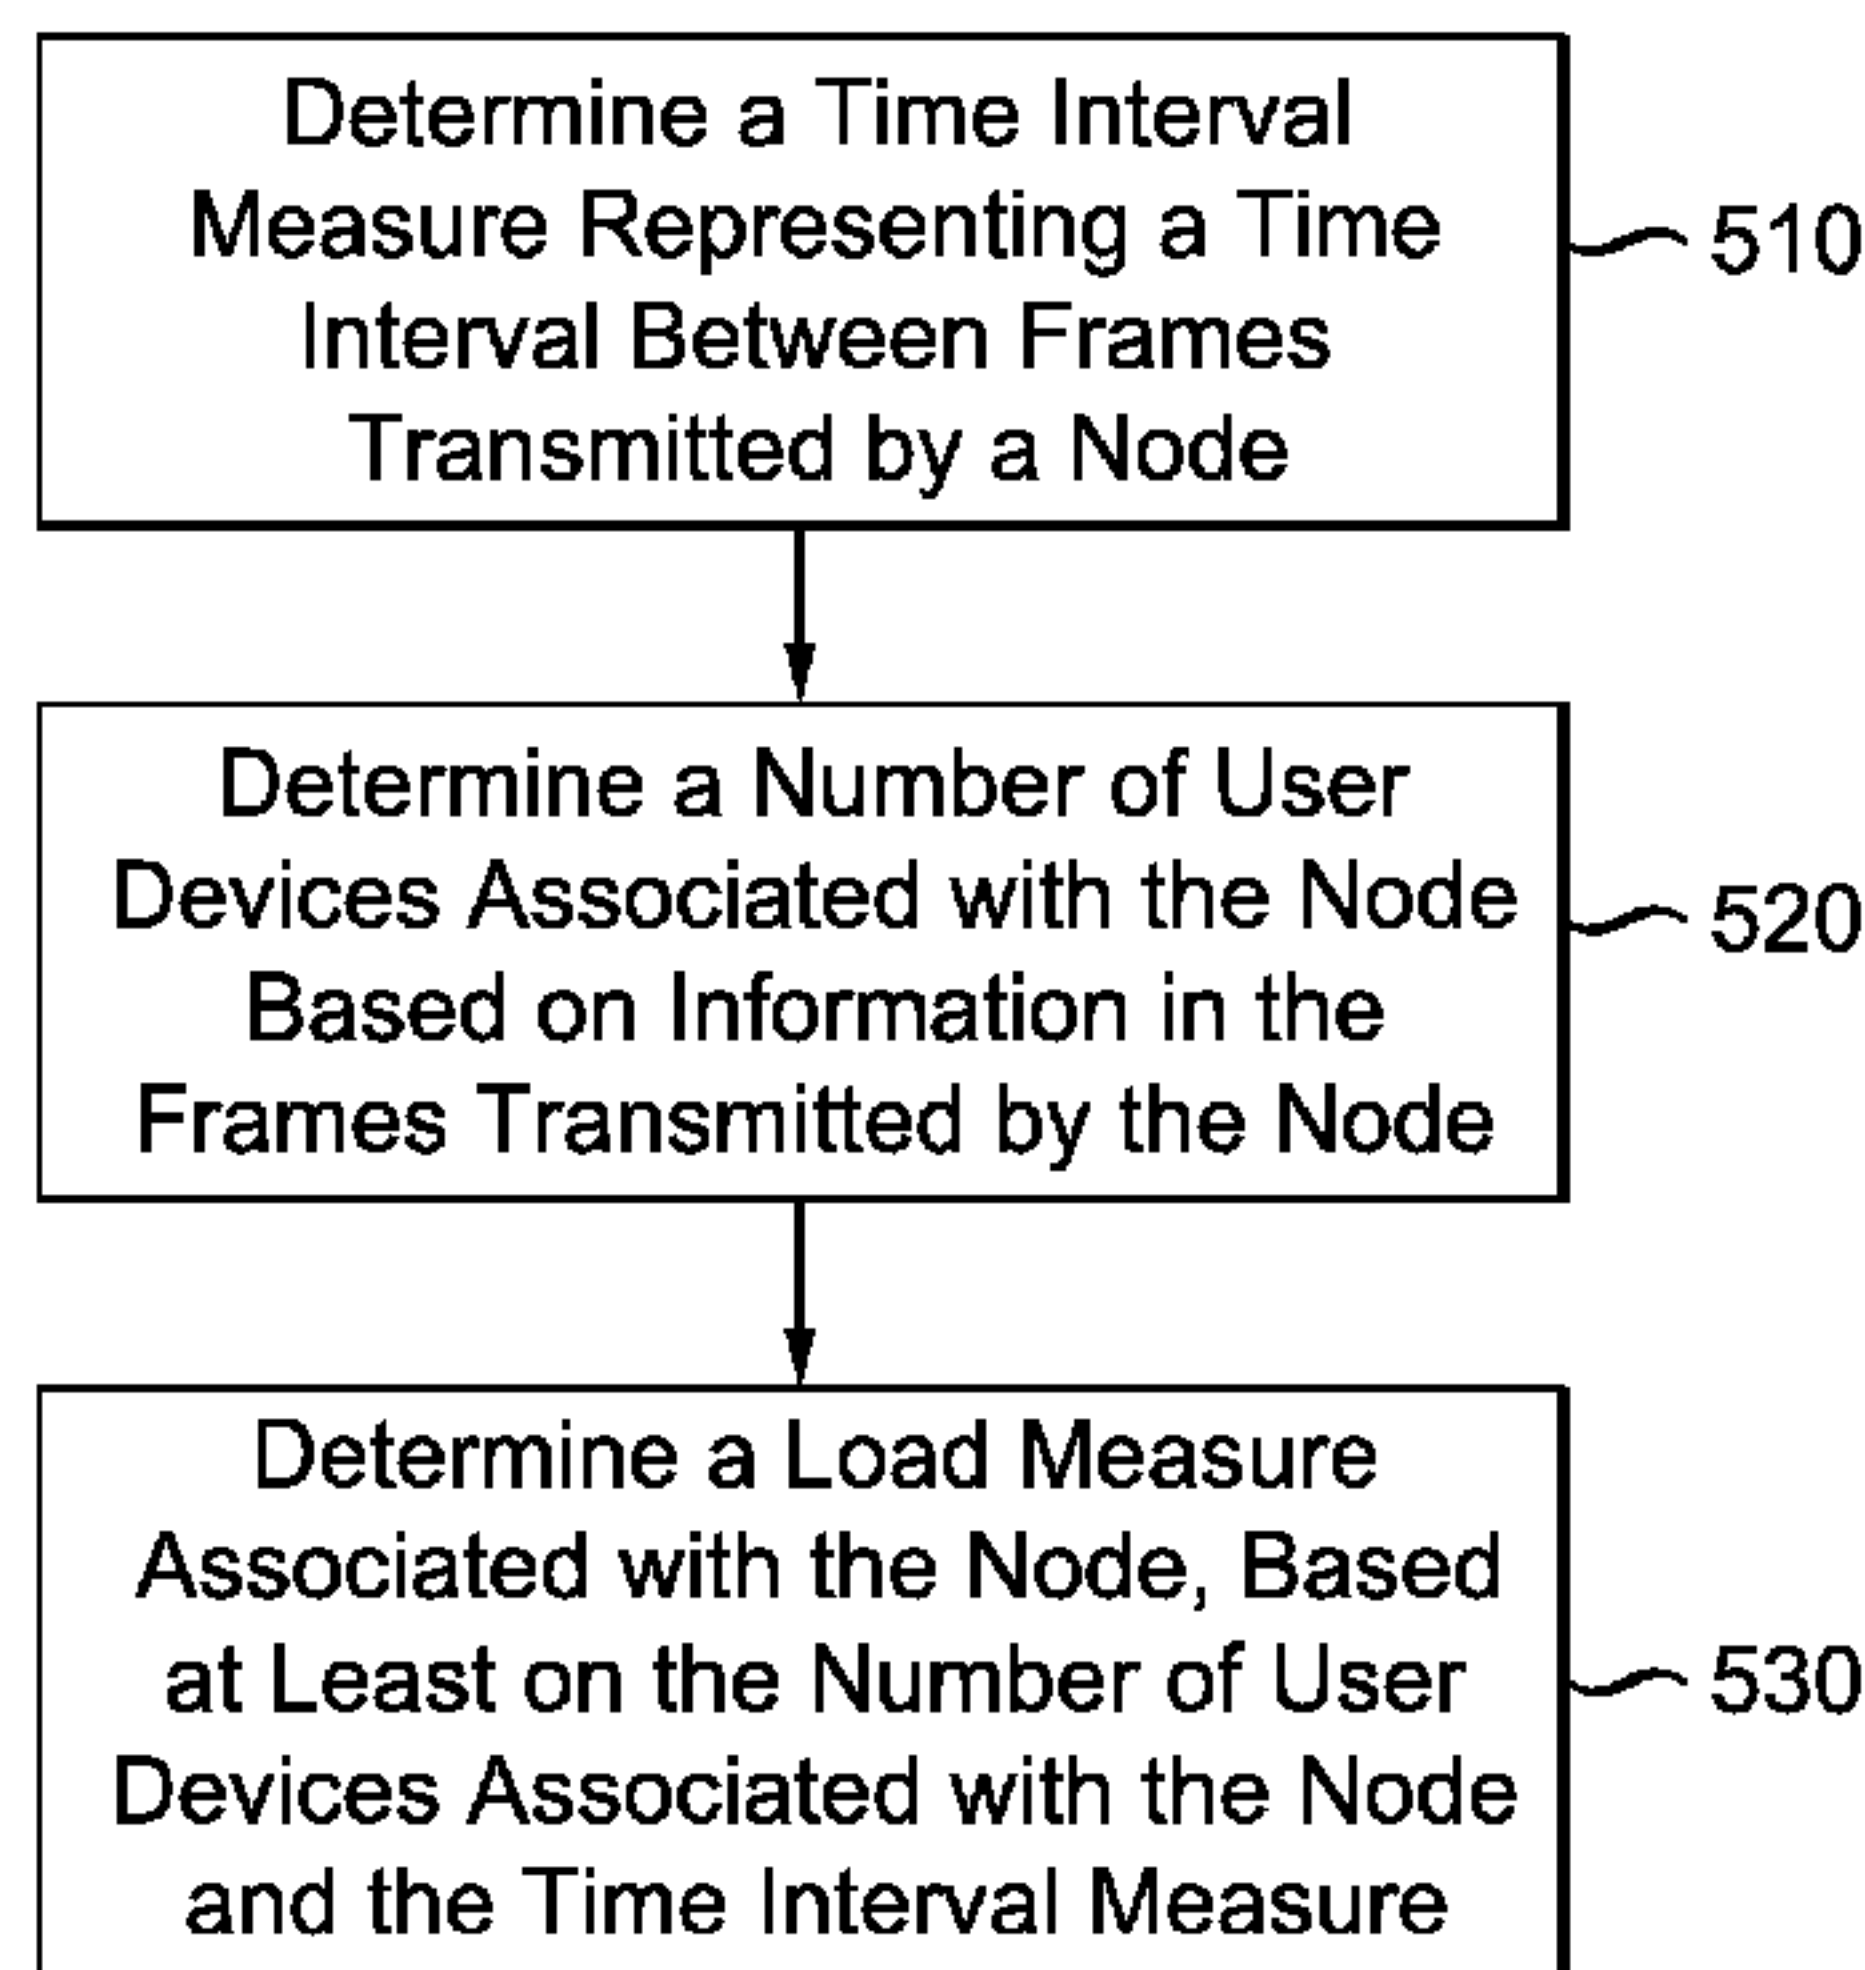 Determine a Time Interval
Measure Representing a Time
Interval Between Frames
Transmitted by a Node
510
Determine a Number of User
Devices Associated with the Node
Based on Information in the
Frames Transmitted by the Node
520
Determine a Load Measure
Associated with the Node, Based
at Least on the Number of User
Devices Associated with the Node
and the Time Interval Measure
530